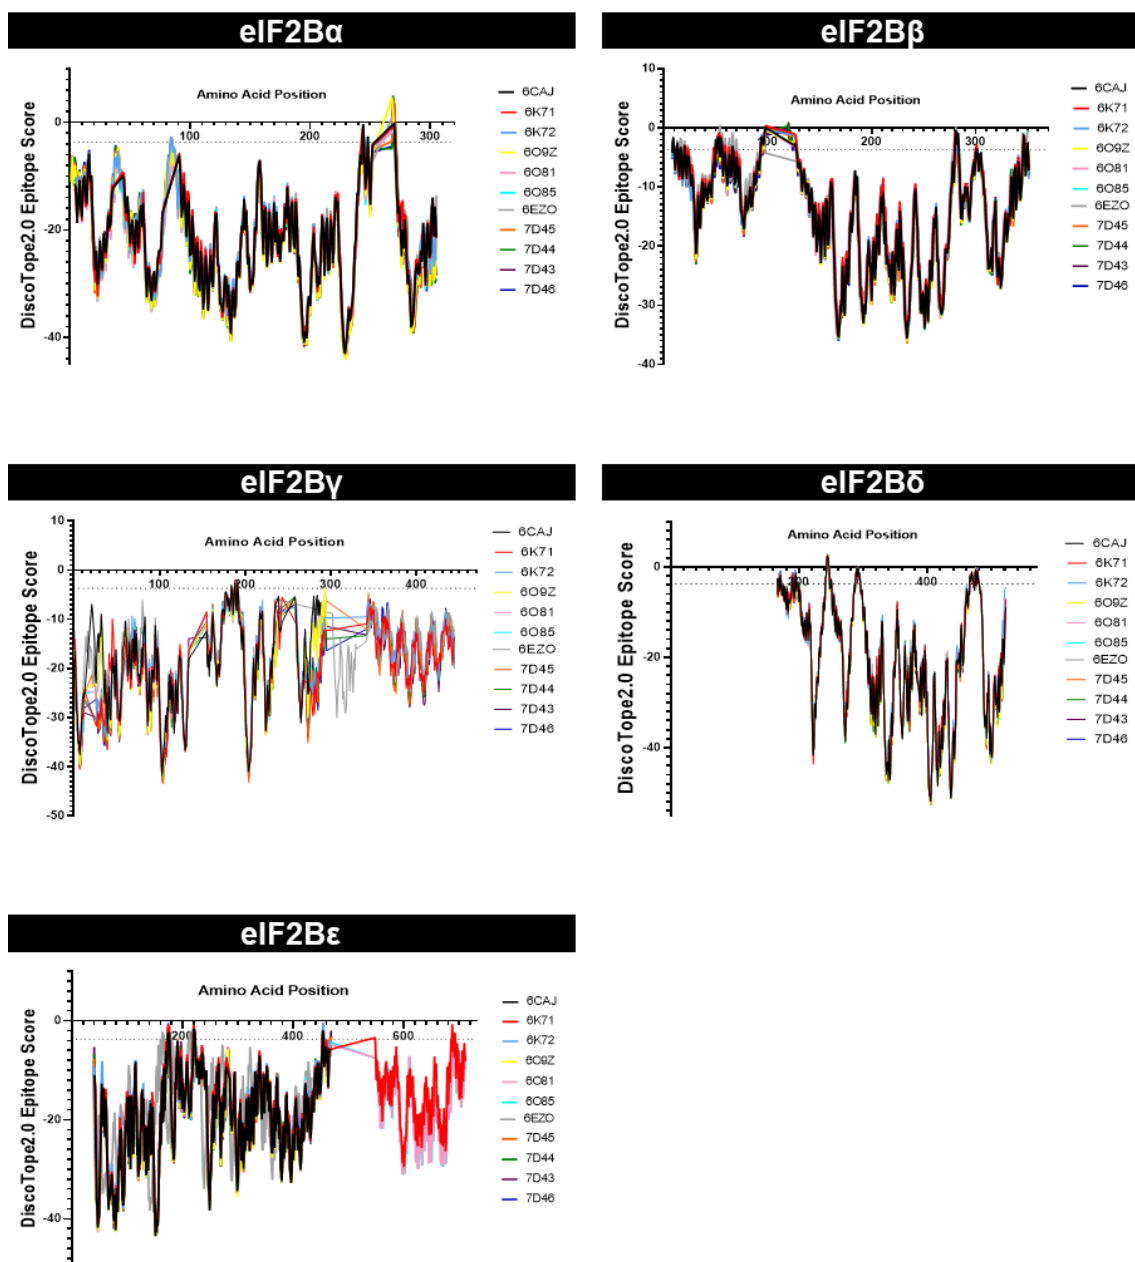 eIF2Bα
DiscoTope2.0 Epitope Score
Amino Acid Position
0
-20
-40
100
200
300
6CAJ
6K71
6K72
6O9Z
6O81
6O85
6EZO
7D45
7D44
7D43
7D46
eIF2Bβ
DiscoTope2.0 Epitope Score
Amino Acid Position
10
0
-10
-20
-30
-40
100
200
300
6CAJ
6K71
6K72
6O9Z
6O81
6O85
6EZO
7D45
7D44
7D43
7D46
eIF2Bγ
DiscoTope2.0 Epitope Score
Amino Acid Position
10
0
-10
-20
-30
-40
-50
100
200
300
400
6CAJ
6K71
6K72
6O9Z
6O81
6O85
6EZO
7D45
7D44
7D43
7D46
eIF2Bδ
DiscoTope2.0 Epitope Score
Amino Acid Position
0
-20
-40
200
400
6CAJ
6K71
6K72
6O9Z
6O81
6O85
6EZO
7D45
7D44
7D43
7D46
eIF2Bε
DiscoTope2.0 Epitope Score
Amino Acid Position
0
-20
-40
200
400
600
6CAJ
6K71
6K72
6O9Z
6O81
6O85
6EZO
7D45
7D44
7D43
7D46